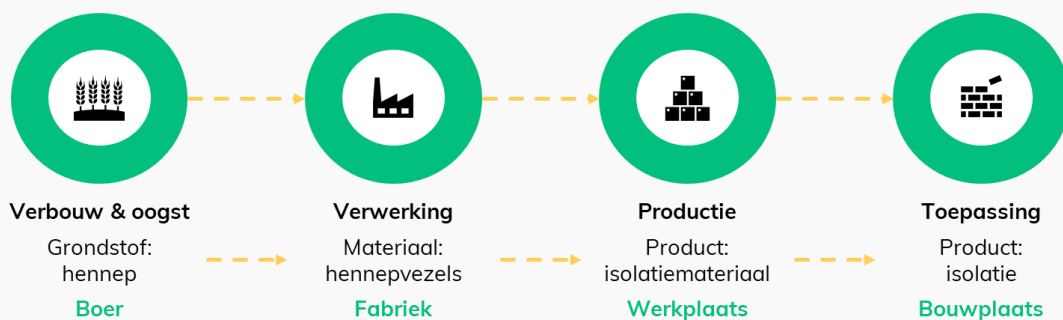 Verbouw & oogst
Grondstof:
hennep
Boer
Verwerking
Materiaal:
hennepvezels
Fabriek
Productie
Product:
isolatiemateriaal
Werkplaats
Toepassing
Product:
isolatie
Bouwplaats